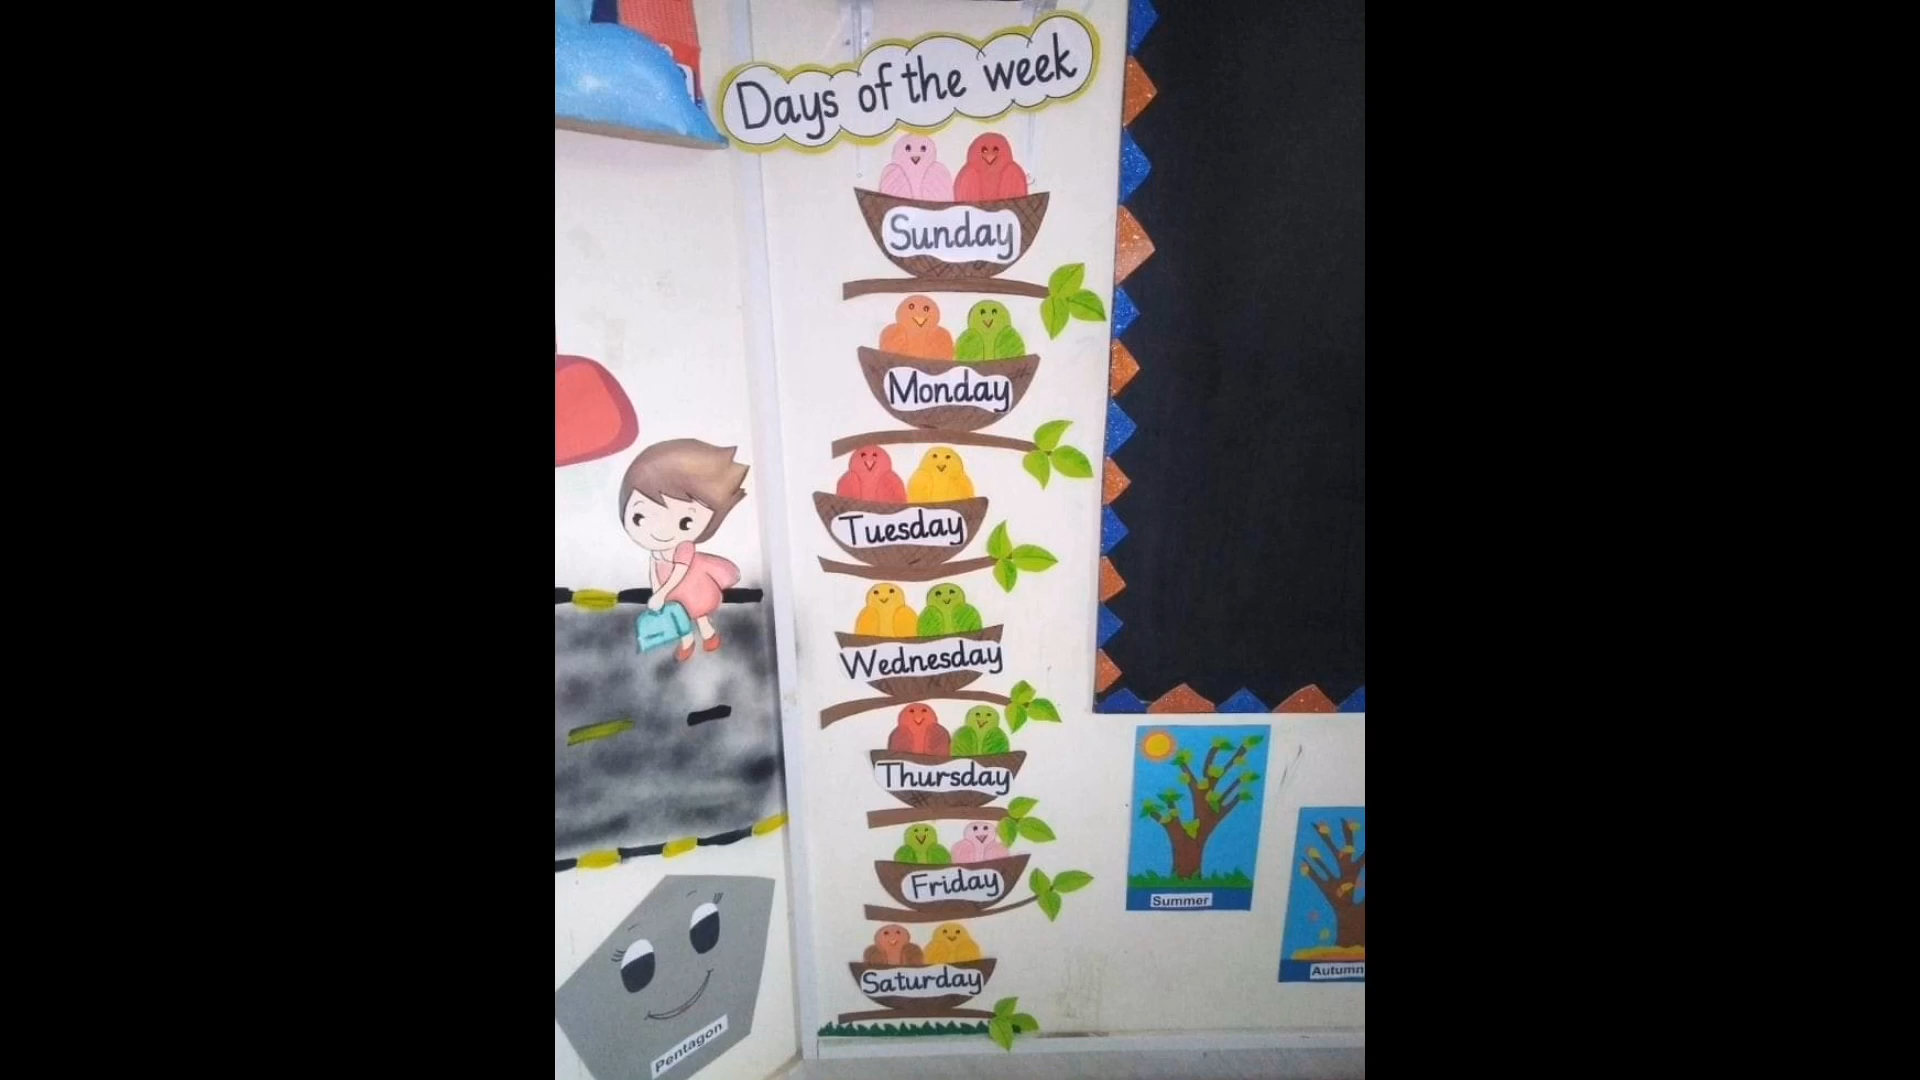 Days of the week
Sunday
Monday
Tuesday
Wednesday
Thursday
Friday
Saturday
Summer
Autumn
Pentagon